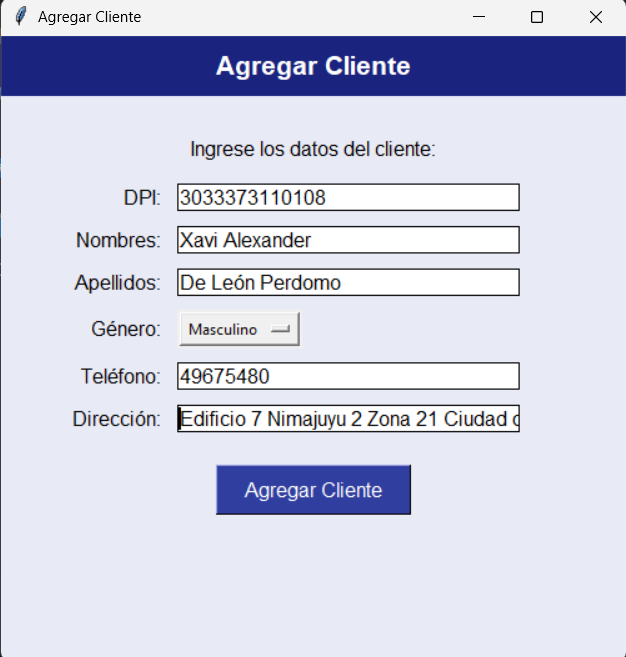 Agregar Cliente
Agregar Cliente
Ingrese los datos del cliente:
DPI: 3033373110108
Nombres: Xavi Alexander
Apellidos: De León Perdomo
Género: Masculino
Teléfono: 49675480
Dirección: Edificio 7 Nimajuyu 2 Zona 21 Ciudad
Agregar Cliente